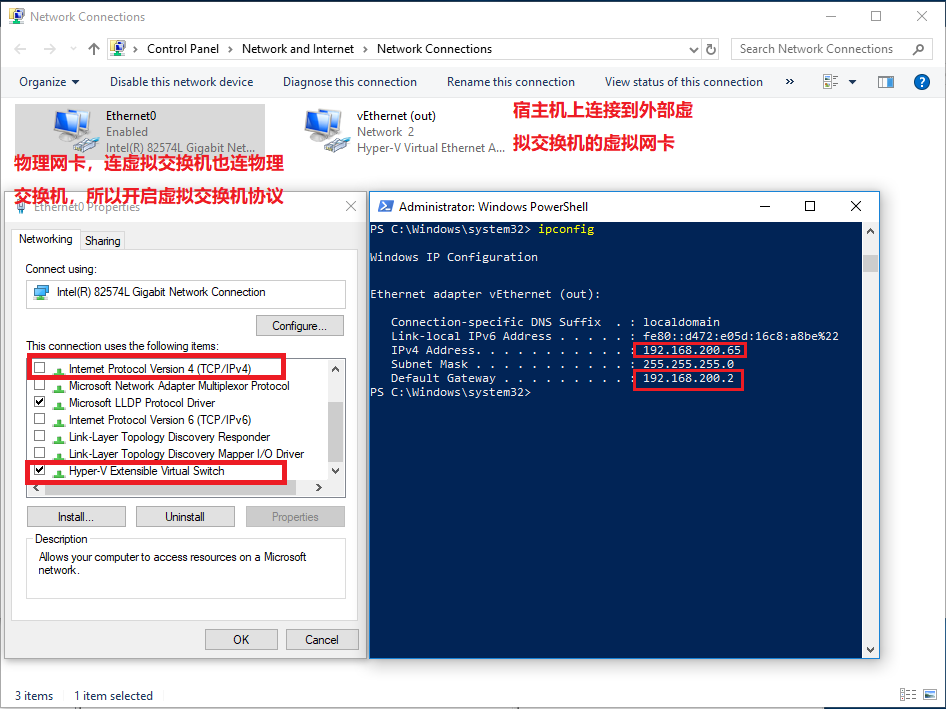 Network Connections
Control Panel > Network and Internet > Network Connections
Search Network Connections
Organize
Disable this network device
Diagnose this connection
Rename this connection
View status of this connection
»
Ethernet0
Enabled
Intel(R) 82574L Gigabit Net...
vEthernet (out)
Network 2
Hyper-V Virtual Ethernet A...
宿主机上连接到外部虚
拟交换机的虚拟网卡
物理网卡，连虚拟交换机也连物理
交换机，所以开启虚拟交换机协议
Ethernet0 Properties
Networking
Sharing
Connect using:
Intel(R) 82574L Gigabit Network Connection
Configure...
This connection uses the following items:
Internet Protocol Version 4 (TCP/IPv4)
Microsoft Network Adapter Multiplexor Protocol
Microsoft LLDP Protocol Driver
Internet Protocol Version 6 (TCP/IPv6)
Link-Layer Topology Discovery Responder
Link-Layer Topology Discovery Mapper I/O Driver
Hyper-V Extensible Virtual Switch
Install...
Uninstall
Properties
Description
Allows your computer to access resources on a Microsoft
network.
OK
Cancel
Administrator: Windows PowerShell
PS C:\Windows\system32> ipconfig
Windows IP Configuration
Ethernet adapter vEthernet (out):
Connection-specific DNS Suffix . : localdomain
Link-local IPv6 Address . . . . . : fe80::d472:e05d:16c8:a8be%22
IPv4 Address. . . . . . . . . . . : 192.168.200.65
Subnet Mask . . . . . . . . . . . : 255.255.255.0
Default Gateway . . . . . . . . . : 192.168.200.2
PS C:\Windows\system32>
3 items
1 item selected